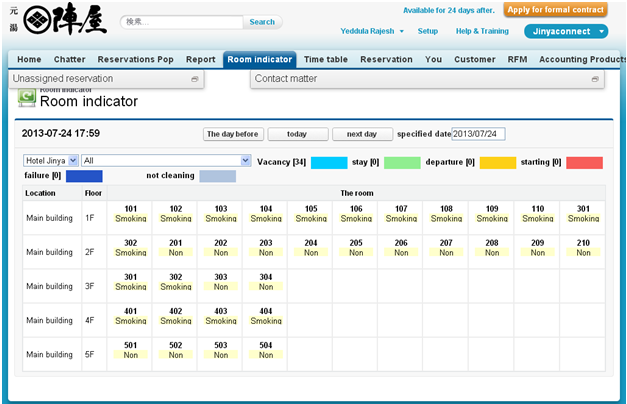 元
湯
陣屋
検索...
Search
Available for 24 days after.
Apply for formal contract
Yeddula Rajesh
Setup
Help & Training
Jinyaconnect
Home Chatter Reservations Pop Report Room indicator Time table Reservation You Customer RFM Accounting Products
Unassigned reservation
Contact matter
Room indicator
Room indicator
2013-07-24 17:59
The day before
today
next day
specified date 2013/07/24
Hotel Jinya All Vacancy [34] stay [0] departure [0] starting [0]
failure [0] not cleaning
Location Floor The room
101 102 103 104 105 106 107 108 109 110 301
Main building 1F Smoking Smoking Smoking Smoking Smoking Smoking Smoking Smoking Smoking Smoking Smoking
302 201 202 203 204 205 206 207 208 209 210
Main building 2F Smoking Non Non Non Non Non Non Non Non Non Non
301 302 303 304
Main building 3F Smoking Smoking Non Non
401 402 403 404
Main building 4F Smoking Smoking Smoking Smoking
501 502 503 504
Main building 5F Non Non Non Non